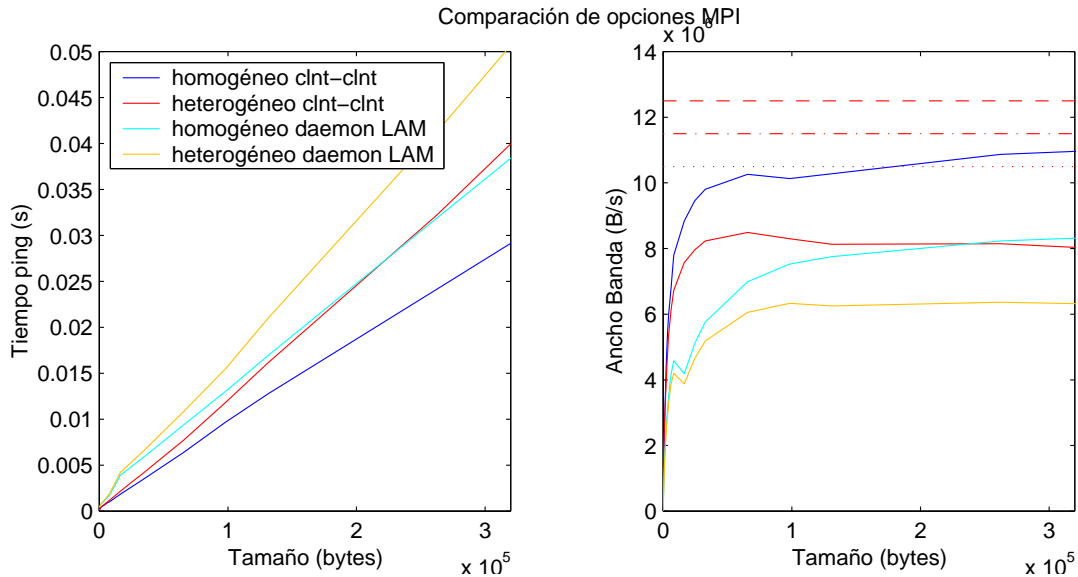 Comparación de opciones MPI
0.05
0.045
0.04
0.035
0.03
0.025
0.02
0.015
0.01
0.005
0
Tiempo ping (s)
homogéneo clnt−clnt
heterogéneo clnt−clnt
homogéneo daemon LAM
heterogéneo daemon LAM
0 1 2 3
Tamaño (bytes)
x 10^5
x 10^6
14
12
10
8
6
4
2
0
Ancho Banda (B/s)
0 1 2 3
Tamaño (bytes)
x 10^5